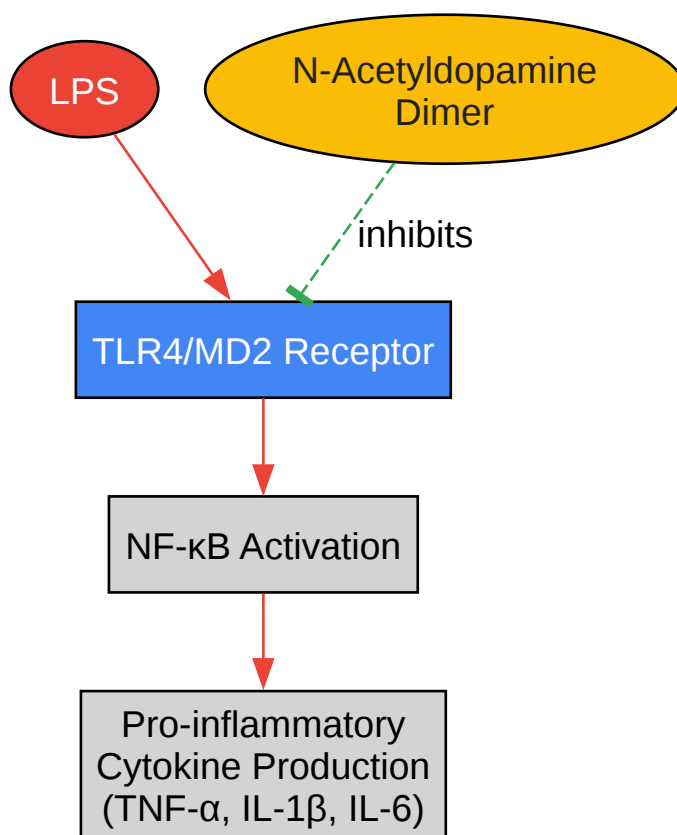 LPS
N-Acetyldopamine
Dimer
inhibits
TLR4/MD2 Receptor
NF-κB Activation
Pro-inflammatory
Cytokine Production
(TNF-α, IL-1β, IL-6)